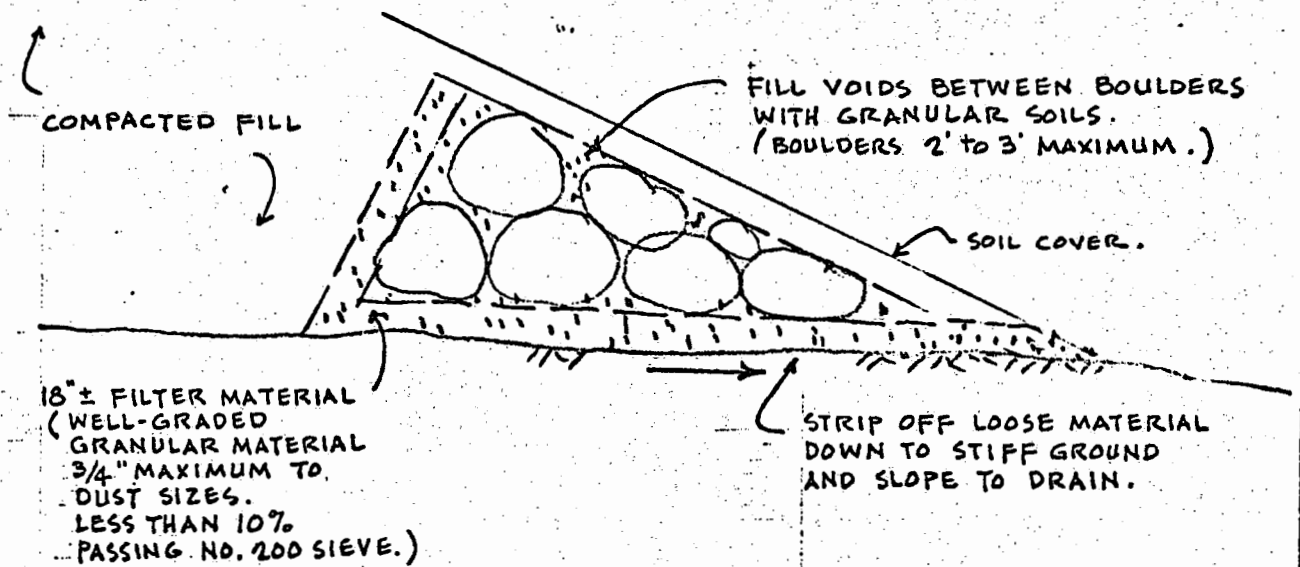 COMPACTED FILL
FILL VOIDS BETWEEN BOULDERS
WITH GRANULAR SOILS.
(BOULDERS 2' to 3' MAXIMUM.)
SOIL COVER.
18"± FILTER MATERIAL
(WELL-GRADED
GRANULAR MATERIAL
3/4" MAXIMUM TO
DUST SIZES.
LESS THAN 10%
PASSING NO. 200 SIEVE.)
STRIP OFF LOOSE MATERIAL
DOWN TO STIFF GROUND
AND SLOPE TO DRAIN.